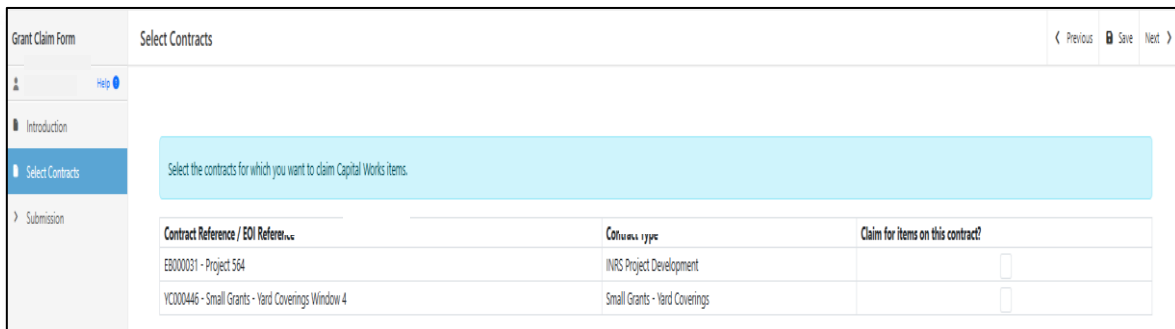 Grant Claim Form
Select Contracts
Previous Save Next
Help
Introduction
Select Contracts
Submission
Select the contracts for which you want to claim Capital Works items.
Contract Reference / EOI Reference Contract Type Claim for items on this contract?
EB000031 - Project 564 INRS Project Development
YC000446 - Small Grants - Yard Coverings Window 4 Small Grants - Yard Coverings